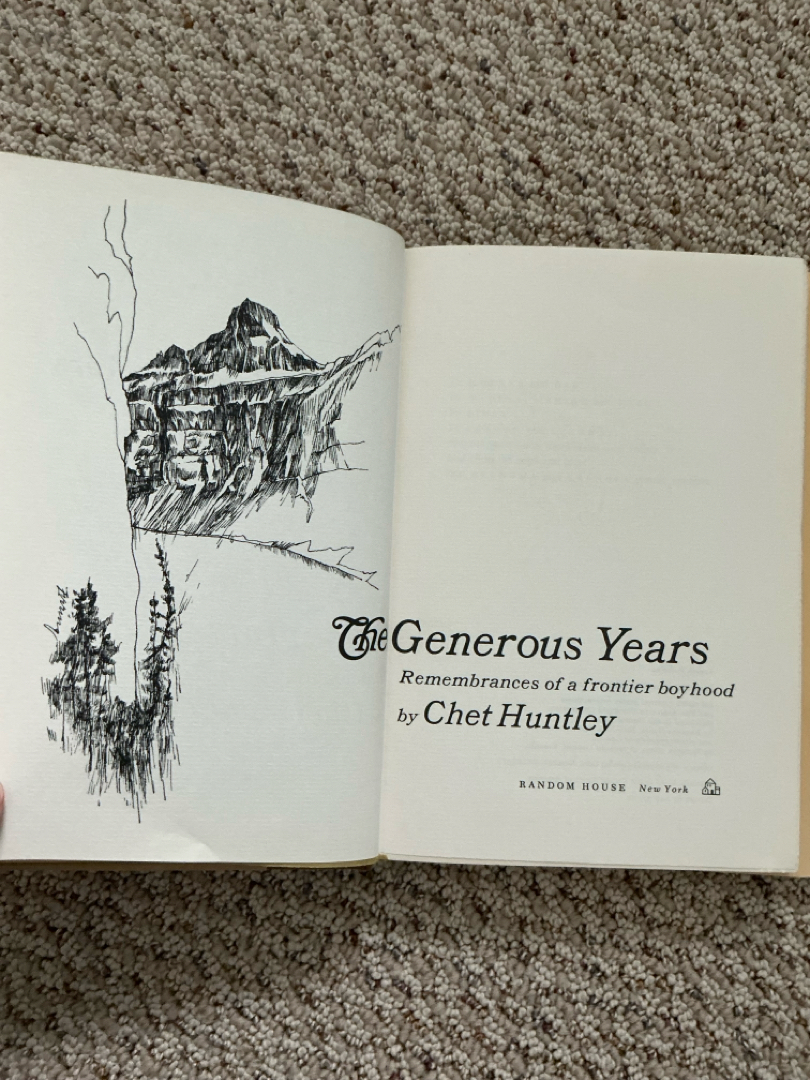 The Generous Years
Remembrances of a frontier boyhood
by Chet Huntley
RANDOM HOUSE New York